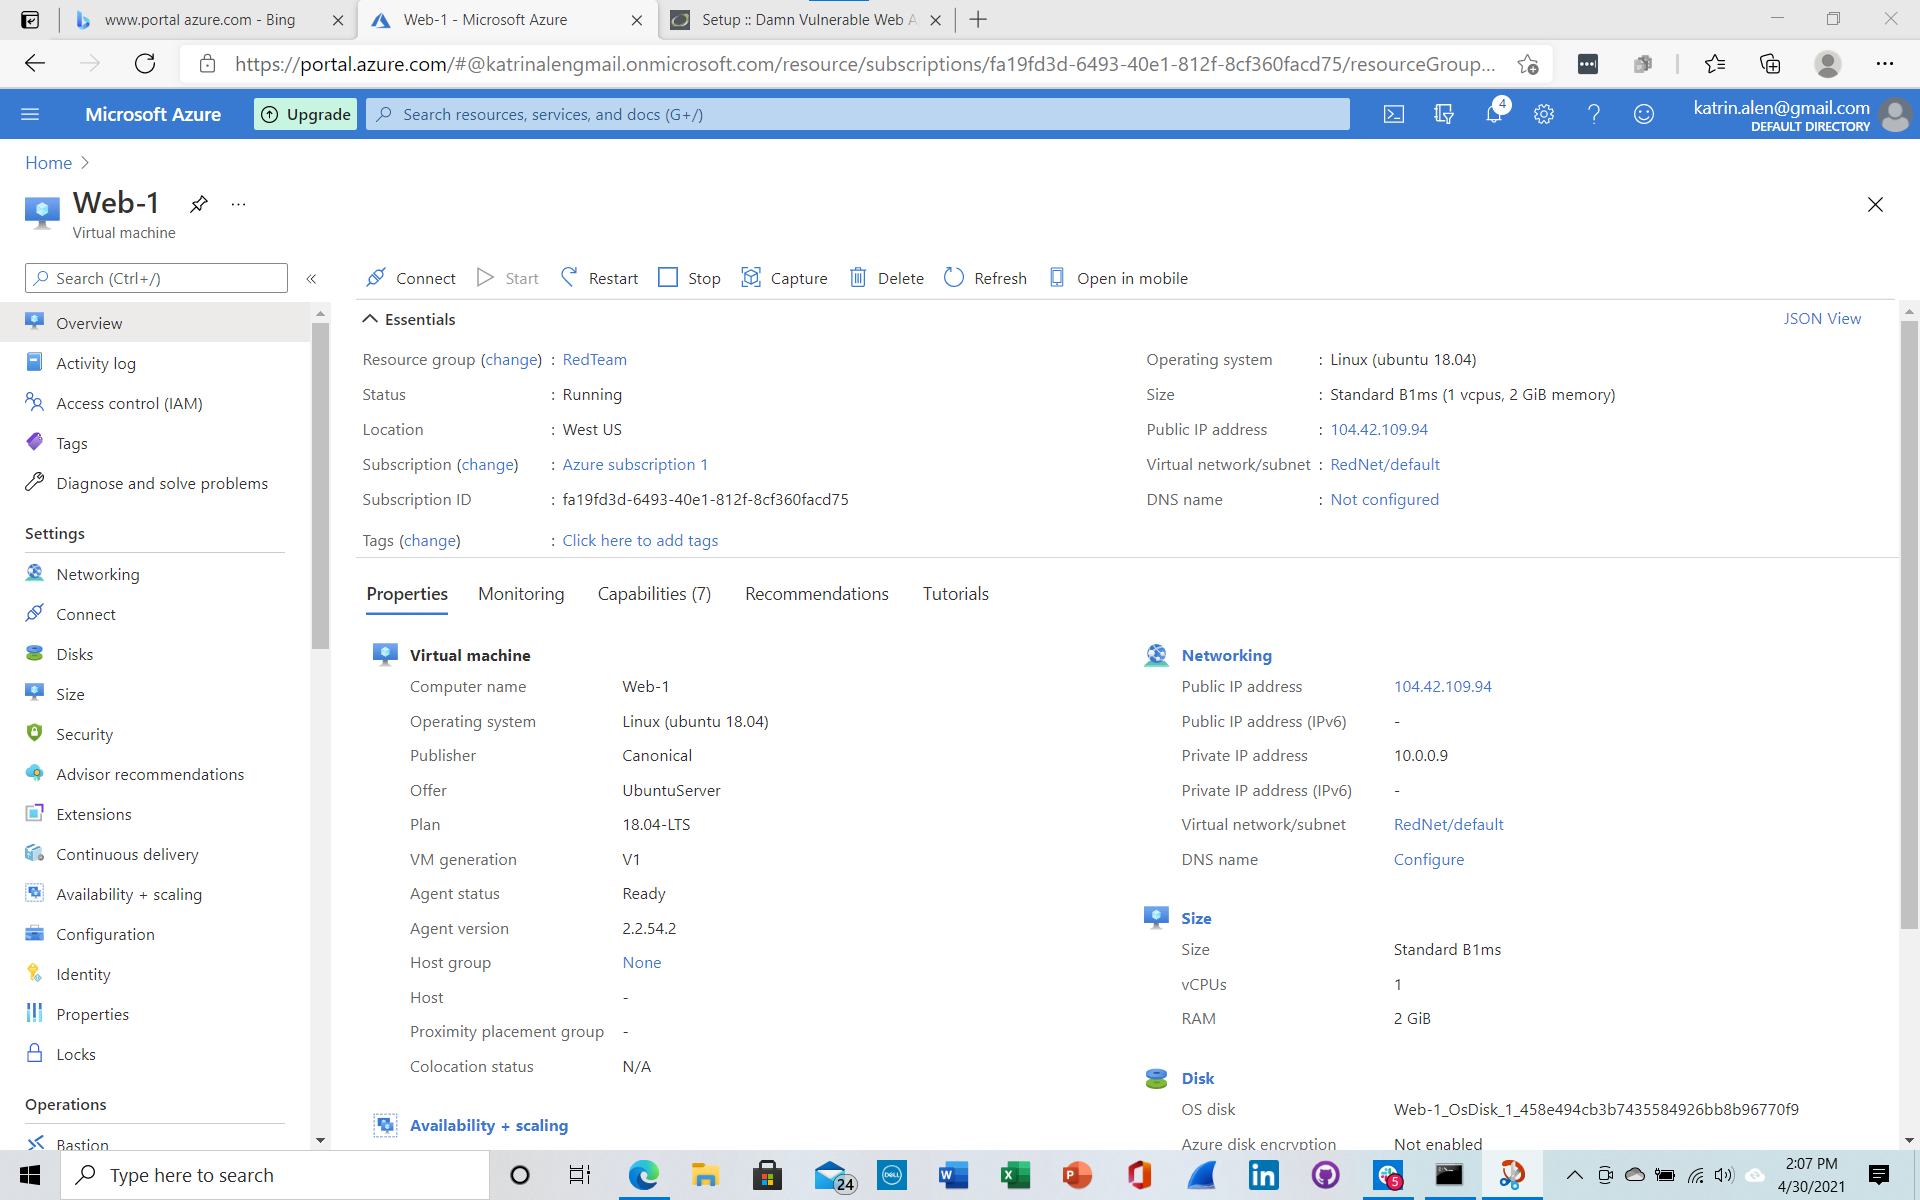 www.portal azure.com - Bing
Web-1 - Microsoft Azure
Setup :: Damn Vulnerable Web A
https://portal.azure.com/#@katrinalengmail.onmicrosoft.com/resource/subscriptions/fa19fd3d-6493-40e1-812f-8cf360facd75/resourceGroup...
Microsoft Azure
Upgrade
Search resources, services, and docs (G+/)
4
katrin.alen@gmail.com
DEFAULT DIRECTORY
Home
Web-1
Virtual machine
Search (Ctrl+/)
Connect
Start
Restart
Stop
Capture
Delete
Refresh
Open in mobile
Overview
Activity log
Access control (IAM)
Tags
Diagnose and solve problems
Settings
Networking
Connect
Disks
Size
Security
Advisor recommendations
Extensions
Continuous delivery
Availability + scaling
Configuration
Identity
Properties
Locks
Operations
Bastion
Essentials
JSON View
Resource group (change) : RedTeam
Status : Running
Location : West US
Subscription (change) : Azure subscription 1
Subscription ID : fa19fd3d-6493-40e1-812f-8cf360facd75
Tags (change) : Click here to add tags
Operating system : Linux (ubuntu 18.04)
Size : Standard B1ms (1 vcpus, 2 GiB memory)
Public IP address : 104.42.109.94
Virtual network/subnet : RedNet/default
DNS name : Not configured
Properties
Monitoring
Capabilities (7)
Recommendations
Tutorials
Virtual machine
Computer name Web-1
Operating system Linux (ubuntu 18.04)
Publisher Canonical
Offer UbuntuServer
Plan 18.04-LTS
VM generation V1
Agent status Ready
Agent version 2.2.54.2
Host group None
Host -
Proximity placement group -
Colocation status N/A
Availability + scaling
Networking
Public IP address 104.42.109.94
Public IP address (IPv6) -
Private IP address 10.0.0.9
Private IP address (IPv6) -
Virtual network/subnet RedNet/default
DNS name Configure
Size
Size Standard B1ms
vCPUs 1
RAM 2 GiB
Disk
OS disk Web-1_OsDisk_1_458e494cb3b7435584926bb8b96770f9
Azure disk encryption Not enabled
Type here to search
24
DELL
5
2:07 PM
4/30/2021